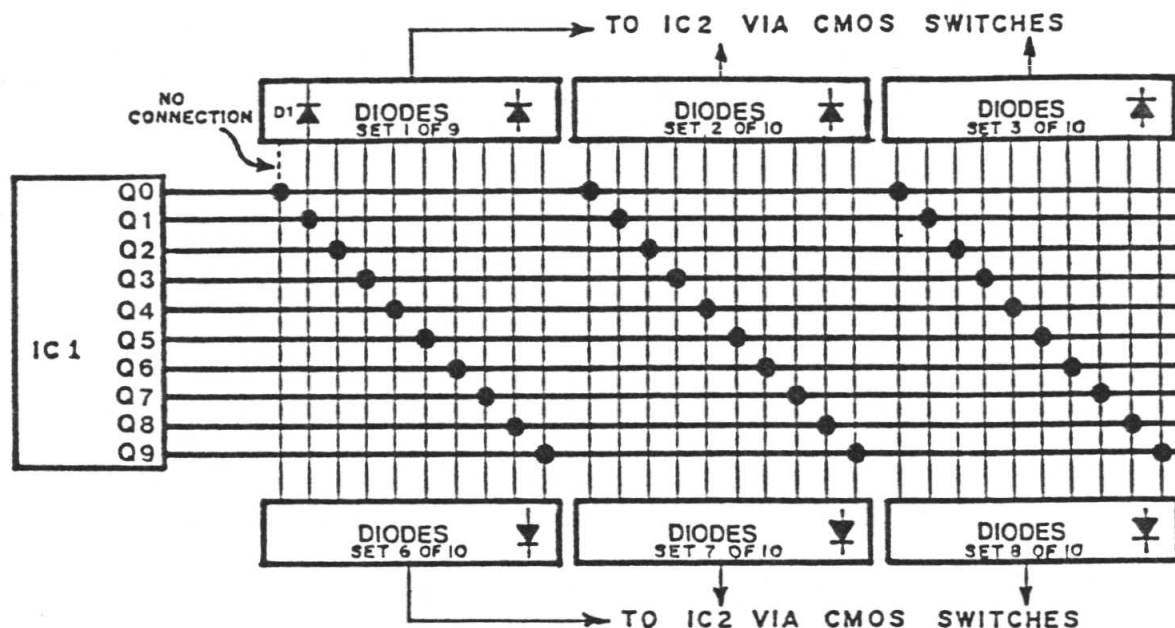 TO IC2 VIA CMOS SWITCHES
NO
CONNECTION
D1
DIODES
SET 1 OF 9
DIODES
SET 2 OF 10
DIODES
SET 3 OF 10
IC1
Q0
Q1
Q2
Q3
Q4
Q5
Q6
Q7
Q8
Q9
DIODES
SET 6 OF 10
DIODES
SET 7 OF 10
DIODES
SET 8 OF 10
TO IC2 VIA CMOS SWITCHES